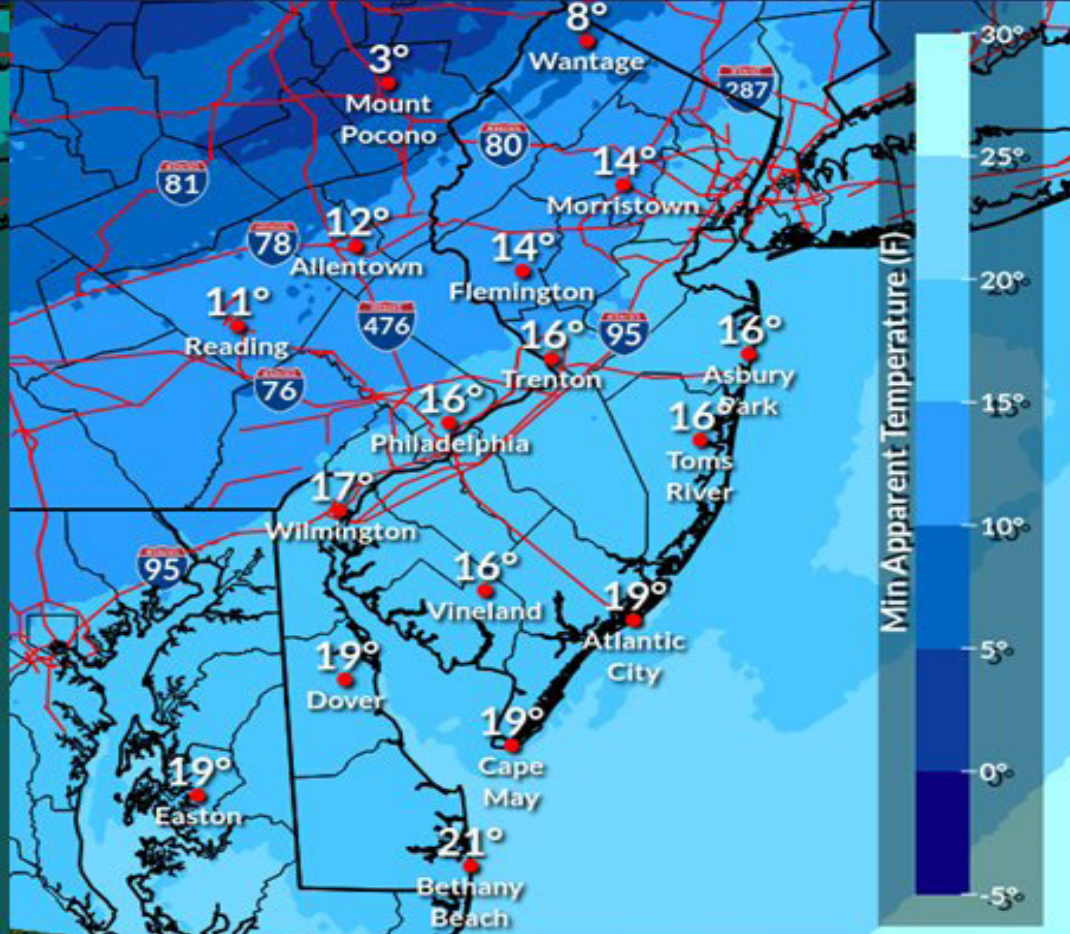 8°
Wantage
3°
Mount
Pocono
287
80
81
14°
Morristown
12°
Allentown
78
14°
Flemington
11°
Reading
476
16°
Trenton
95
16°
Asbury
Park
76
16°
Philadelphia
16°
Toms
River
17°
Wilmington
95
16°
Vineland
19°
Atlantic
City
19°
Dover
19°
Cape
May
19°
Easton
21°
Bethany
Beach
Min Apparent Temperature (F)
30°
25°
20°
15°
10°
5°
0°
-5°